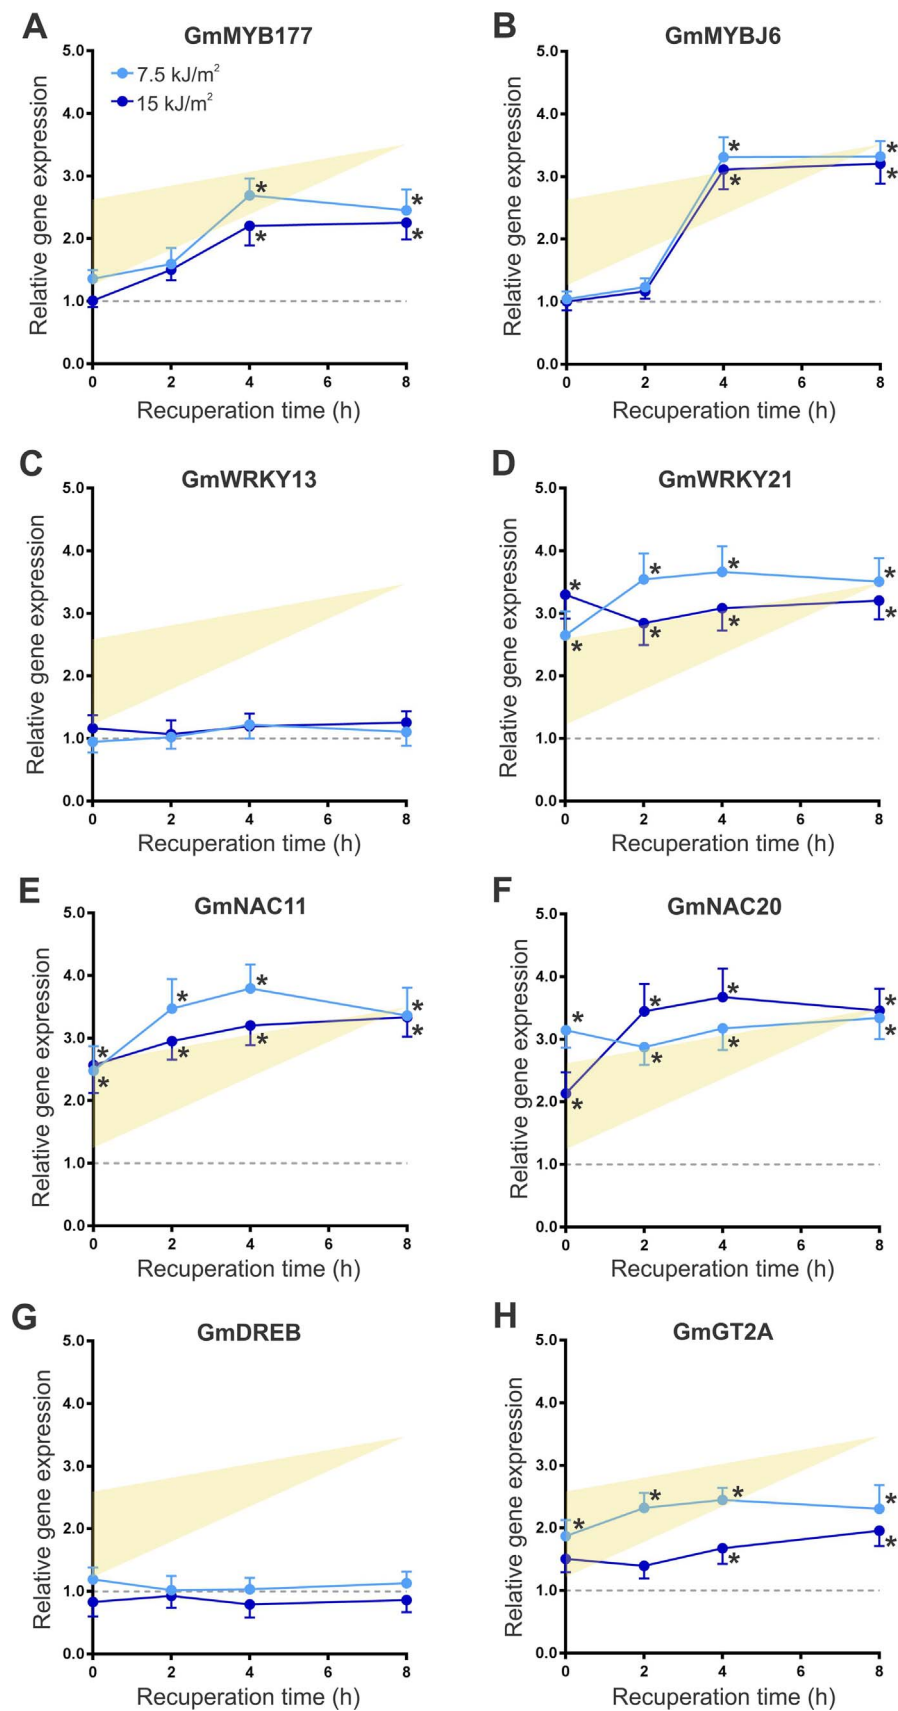 A
GmMYB177
7.5 kJ/m²
15 kJ/m²
Relative gene expression
5.0
4.0
3.0
2.0
1.0
0.0
0 2 4 6 8
Recuperation time (h)
* * * *
B
GmMYBJ6
Relative gene expression
5.0
4.0
3.0
2.0
1.0
0.0
0 2 4 6 8
Recuperation time (h)
* * * *
C
GmWRKY13
Relative gene expression
5.0
4.0
3.0
2.0
1.0
0.0
0 2 4 6 8
Recuperation time (h)
D
GmWRKY21
Relative gene expression
5.0
4.0
3.0
2.0
1.0
0.0
0 2 4 6 8
Recuperation time (h)
* * * * * * * *
E
GmNAC11
Relative gene expression
5.0
4.0
3.0
2.0
1.0
0.0
0 2 4 6 8
Recuperation time (h)
* * * * * * * *
F
GmNAC20
Relative gene expression
5.0
4.0
3.0
2.0
1.0
0.0
0 2 4 6 8
Recuperation time (h)
* * * * * * * *
G
GmDREB
Relative gene expression
5.0
4.0
3.0
2.0
1.0
0.0
0 2 4 6 8
Recuperation time (h)
H
GmGT2A
Relative gene expression
5.0
4.0
3.0
2.0
1.0
0.0
0 2 4 6 8
Recuperation time (h)
* * * * * *